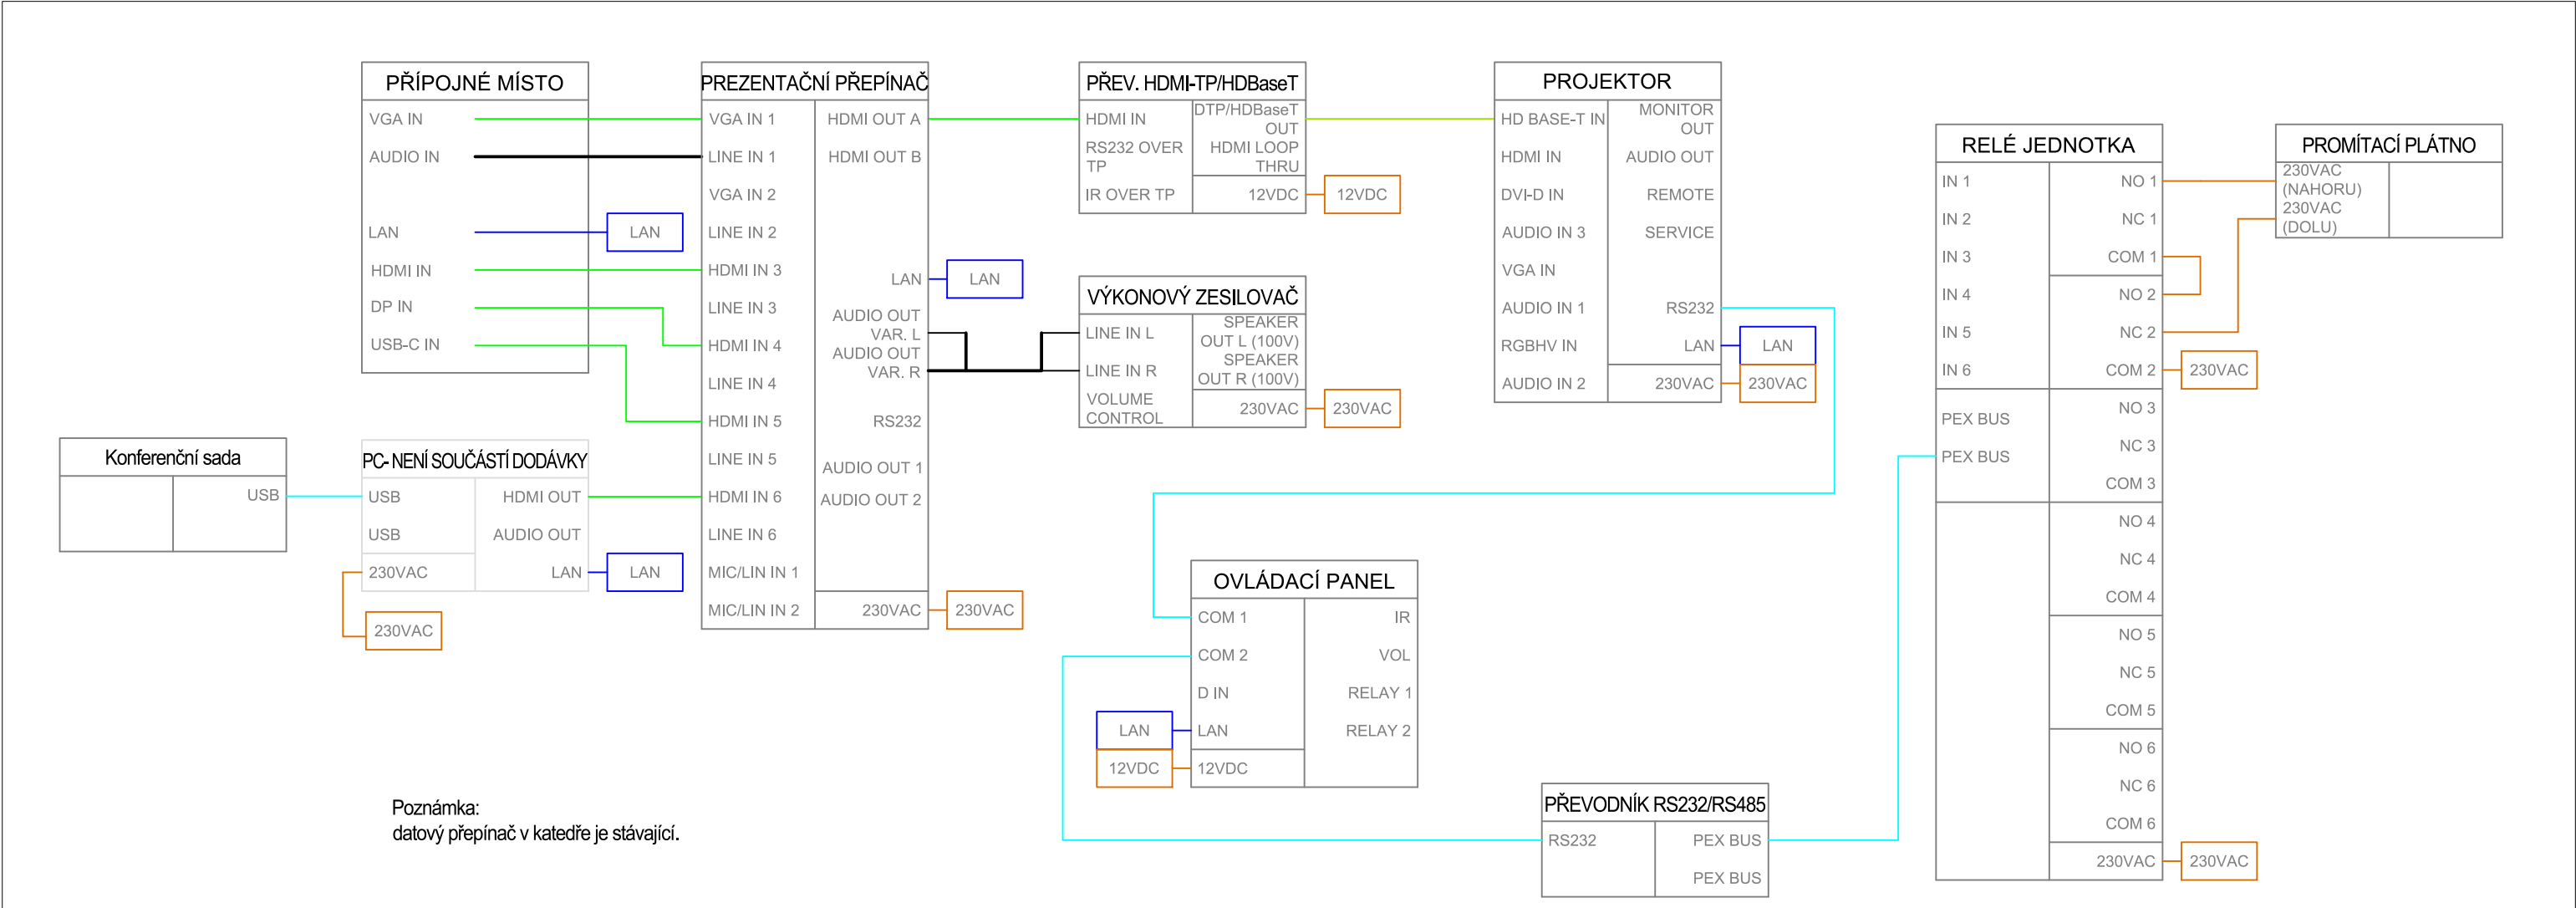 PŘÍPOJNÉ MÍSTO
VGA IN
AUDIO IN
LAN
LAN
HDMI IN
DP IN
USB-C IN
PREZENTAČNÍ PŘEPÍNAČ
VGA IN 1
LINE IN 1
VGA IN 2
LINE IN 2
HDMI IN 3
LINE IN 3
HDMI IN 4
LINE IN 4
HDMI IN 5
LINE IN 5
HDMI IN 6
LINE IN 6
MIC/LIN IN 1
MIC/LIN IN 2
HDMI OUT A
HDMI OUT B
LAN
LAN
AUDIO OUT
VAR. L
AUDIO OUT
VAR. R
RS232
AUDIO OUT 1
AUDIO OUT 2
230VAC
230VAC
PŘEV. HDMI-TP/HDBaseT
HDMI IN
RS232 OVER
TP
IR OVER TP
DTP/HDBaseT
OUT
HDMI LOOP
THRU
12VDC
12VDC
VÝKONOVÝ ZESILOVAČ
LINE IN L
LINE IN R
VOLUME
CONTROL
SPEAKER
OUT L (100V)
SPEAKER
OUT R (100V)
230VAC
230VAC
PROJEKTOR
HD BASE-T IN
HDMI IN
DVI-D IN
AUDIO IN 3
VGA IN
AUDIO IN 1
RGBHV IN
AUDIO IN 2
MONITOR
OUT
AUDIO OUT
REMOTE
SERVICE
RS232
LAN
LAN
230VAC
230VAC
RELÉ JEDNOTKA
IN 1
IN 2
IN 3
IN 4
IN 5
IN 6
PEX BUS
PEX BUS
NO 1
NC 1
COM 1
NO 2
NC 2
COM 2
230VAC
NO 3
NC 3
COM 3
NO 4
NC 4
COM 4
NO 5
NC 5
COM 5
NO 6
NC 6
COM 6
230VAC
230VAC
PROMÍTACÍ PLÁTNO
230VAC
(NAHORU)
230VAC
(DOLU)
Konferenční sada
USB
PC- NENÍ SOUČÁSTÍ DODÁVKY
USB
USB
230VAC
230VAC
HDMI OUT
AUDIO OUT
LAN
LAN
OVLÁDACÍ PANEL
COM 1
COM 2
D IN
LAN
LAN
12VDC
12VDC
IR
VOL
RELAY 1
RELAY 2
PŘEVODNÍK RS232/RS485
RS232
PEX BUS
PEX BUS
Poznámka:
datový přepínač v katedře je stávající.